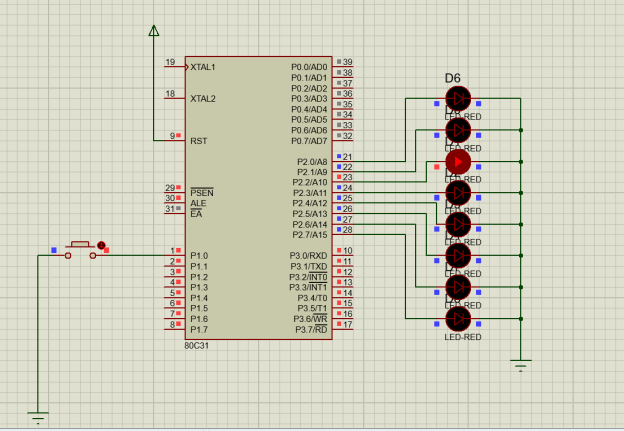 19 XTAL1
18 XTAL2
9 RST
29 PSEN
30 ALE
31 EA
1 P1.0
2 P1.1
3 P1.2
4 P1.3
5 P1.4
6 P1.5
7 P1.6
8 P1.7
P0.0/AD0 39
P0.1/AD1 38
P0.2/AD2 37
P0.3/AD3 36
P0.4/AD4 35
P0.5/AD5 34
P0.6/AD6 33
P0.7/AD7 32
P2.0/A8 21
P2.1/A9 22
P2.2/A10 23
P2.3/A11 24
P2.4/A12 25
P2.5/A13 26
P2.6/A14 27
P2.7/A15 28
P3.0/RXD 10
P3.1/TXD 11
P3.2/INT0 12
P3.3/INT1 13
P3.4/T0 14
P3.5/T1 15
P3.6/WR 16
P3.7/RD 17
80C31
D6
LED-RED
LED-RED
LED-RED
LED-RED
LED-RED
LED-RED
LED-RED
LED-RED